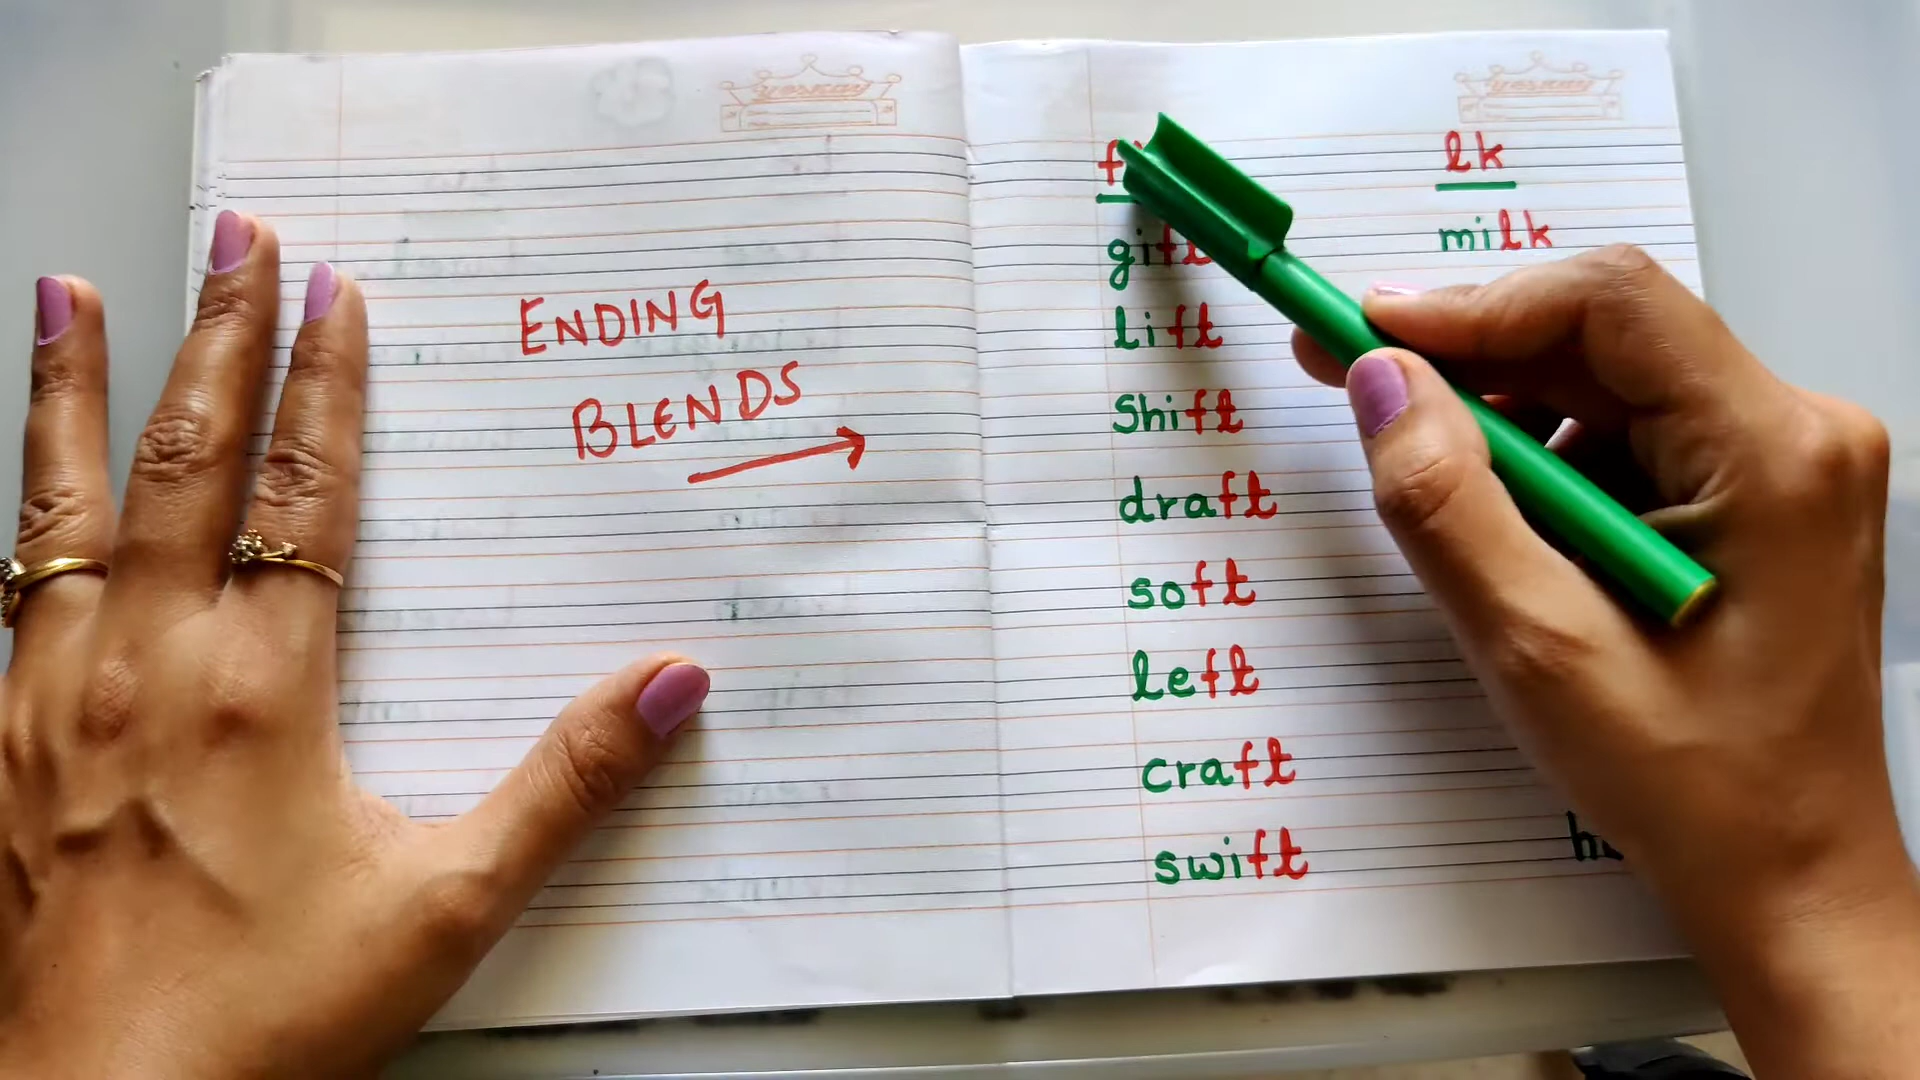 ENDING
BLENDS
gift
lift
Shift
draft
soft
left
craft
swift
lk
milk